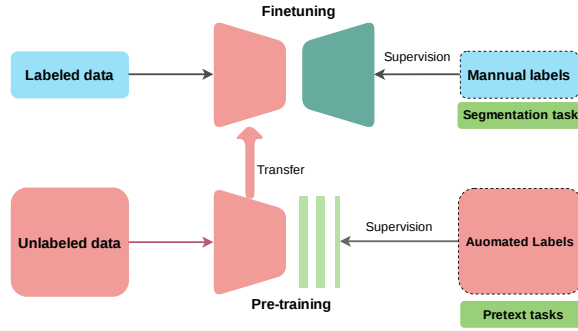 Finetuning
Labeled data
Supervision
Mannual labels
Segmentation task
Transfer
Unlabeled data
Supervision
Auomated Labels
Pre-training
Pretext tasks